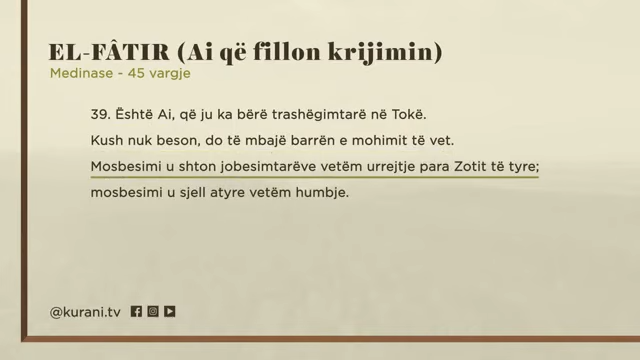 EL-FÂTIR (Ai që fillon krijimin)
Medinase - 45 vargje
39. Është Ai, që ju ka bërë trashëgimtarë në Tokë.
Kush nuk beson, do të mbajë barrën e mohimit të vet.
Mosbesimi u shton jobesimtarëve vetëm urrejtje para Zotit të tyre;
mosbesimi u sjell atyre vetëm humbje.
@kurani.tv